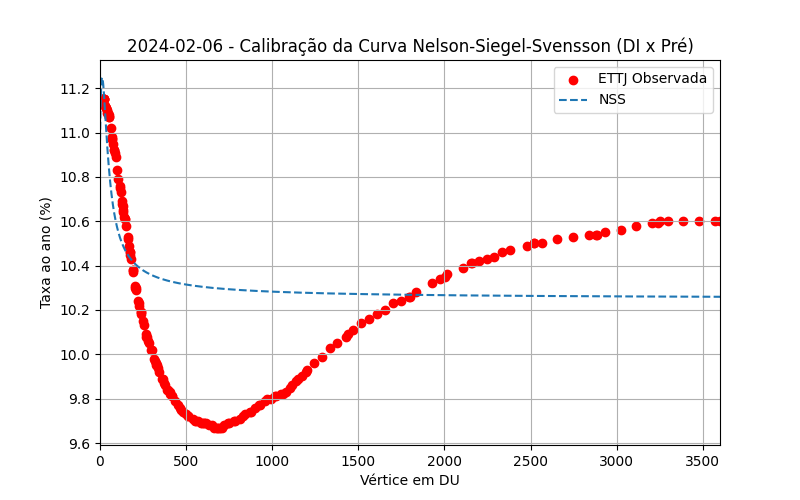 2024-02-06 - Calibração da Curva Nelson-Siegel-Svensson (DI x Pré)
ETTJ Observada
NSS
Taxa ao ano (%)
11.2
11.0
10.8
10.6
10.4
10.2
10.0
9.8
9.6
0 500 1000 1500 2000 2500 3000 3500
Vértice em DU